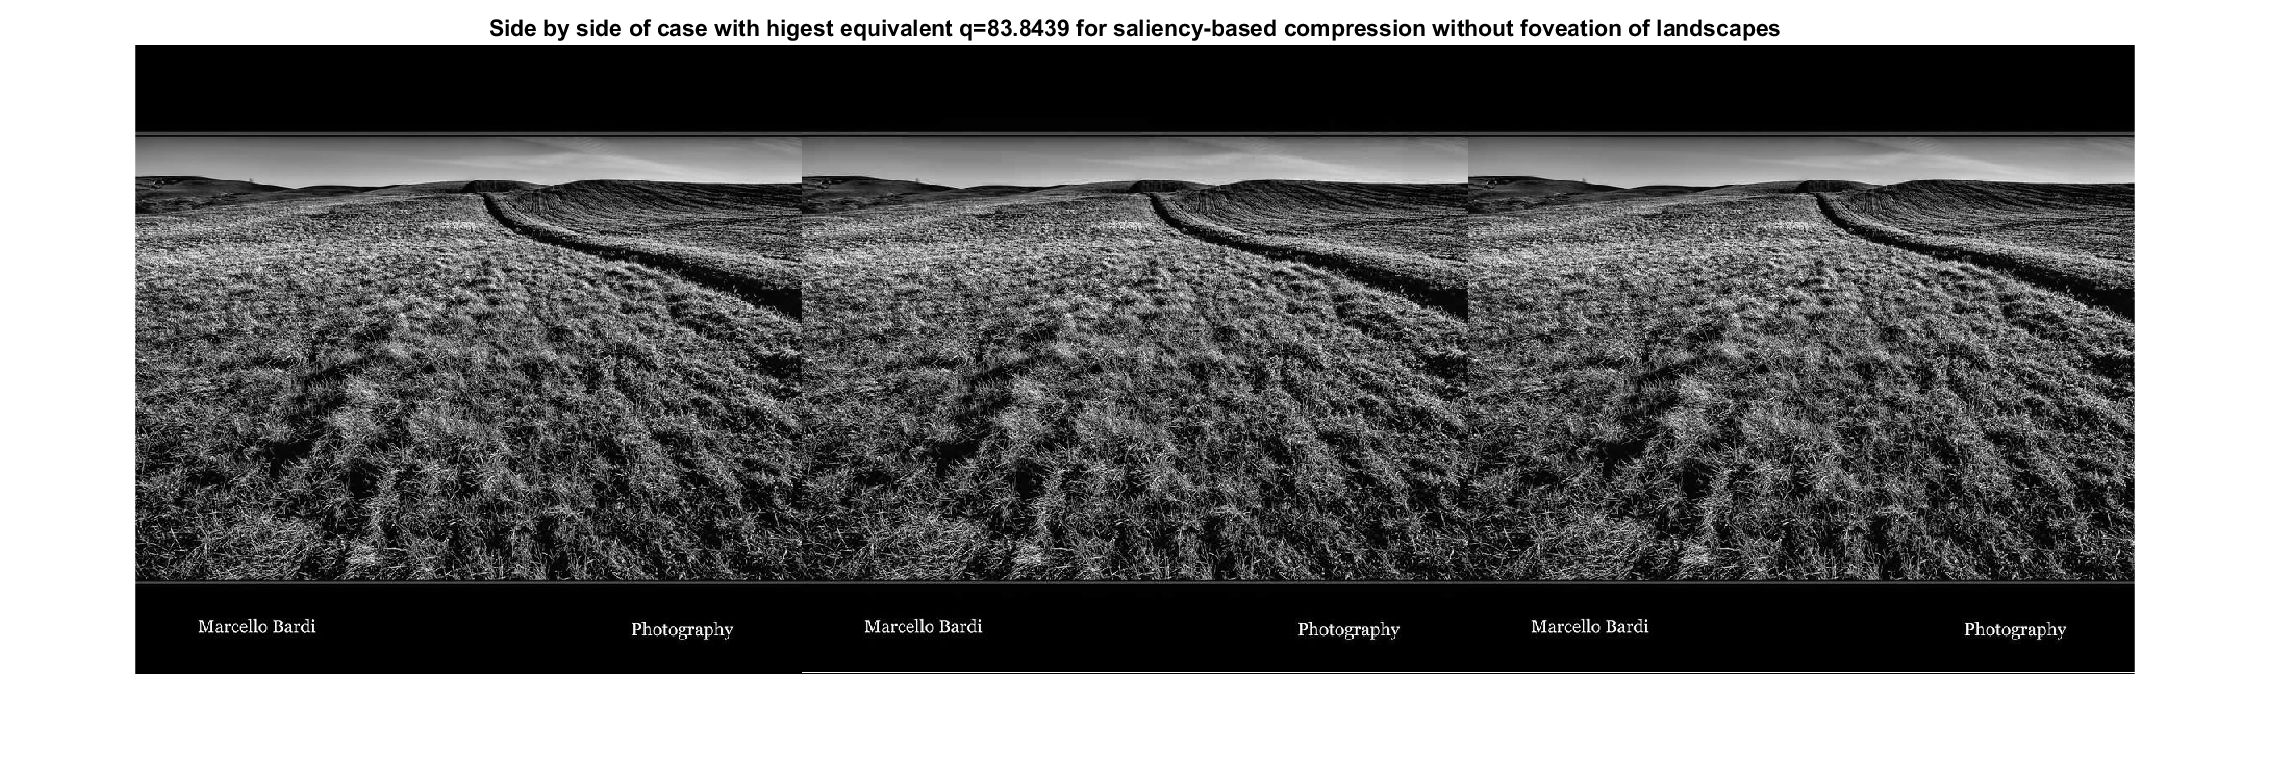 Side by side of case with higest equivalent q=83.8439 for saliency-based compression without foveation of landscapes
Marcello Bardi Photography Marcello Bardi Photography Marcello Bardi Photography